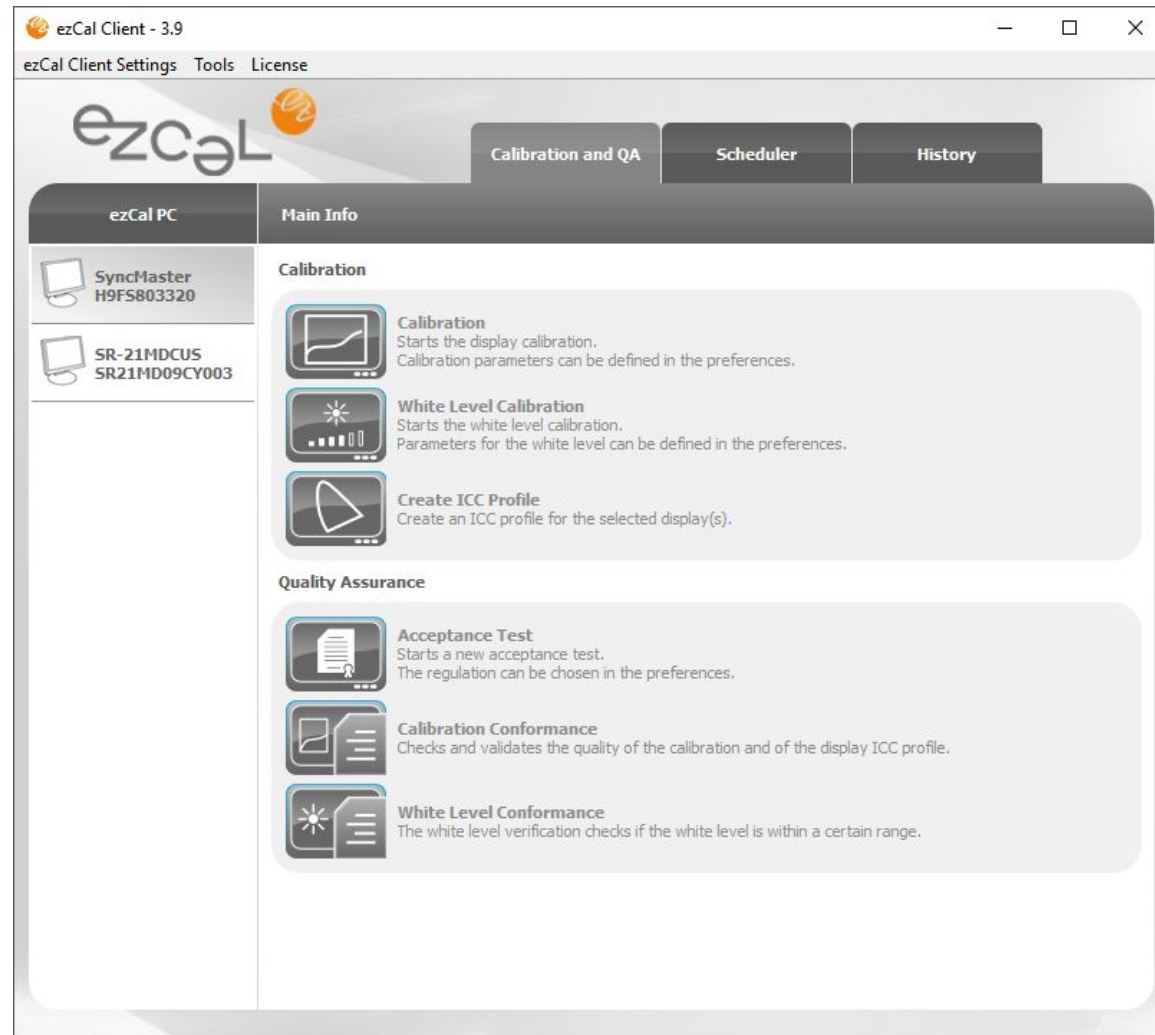 ezCal Client - 3.9
ezCal Client Settings Tools License
ezCal ez
Calibration and QA Scheduler History
ezCal PC
Main Info
SyncMaster
H9FS803320
SR-21MDCUS
SR21MD09CY003
Calibration
Calibration
Starts the display calibration.
Calibration parameters can be defined in the preferences.
White Level Calibration
Starts the white level calibration.
Parameters for the white level can be defined in the preferences.
Create ICC Profile
Create an ICC profile for the selected display(s).
Quality Assurance
Acceptance Test
Starts a new acceptance test.
The regulation can be chosen in the preferences.
Calibration Conformance
Checks and validates the quality of the calibration and of the display ICC profile.
White Level Conformance
The white level verification checks if the white level is within a certain range.